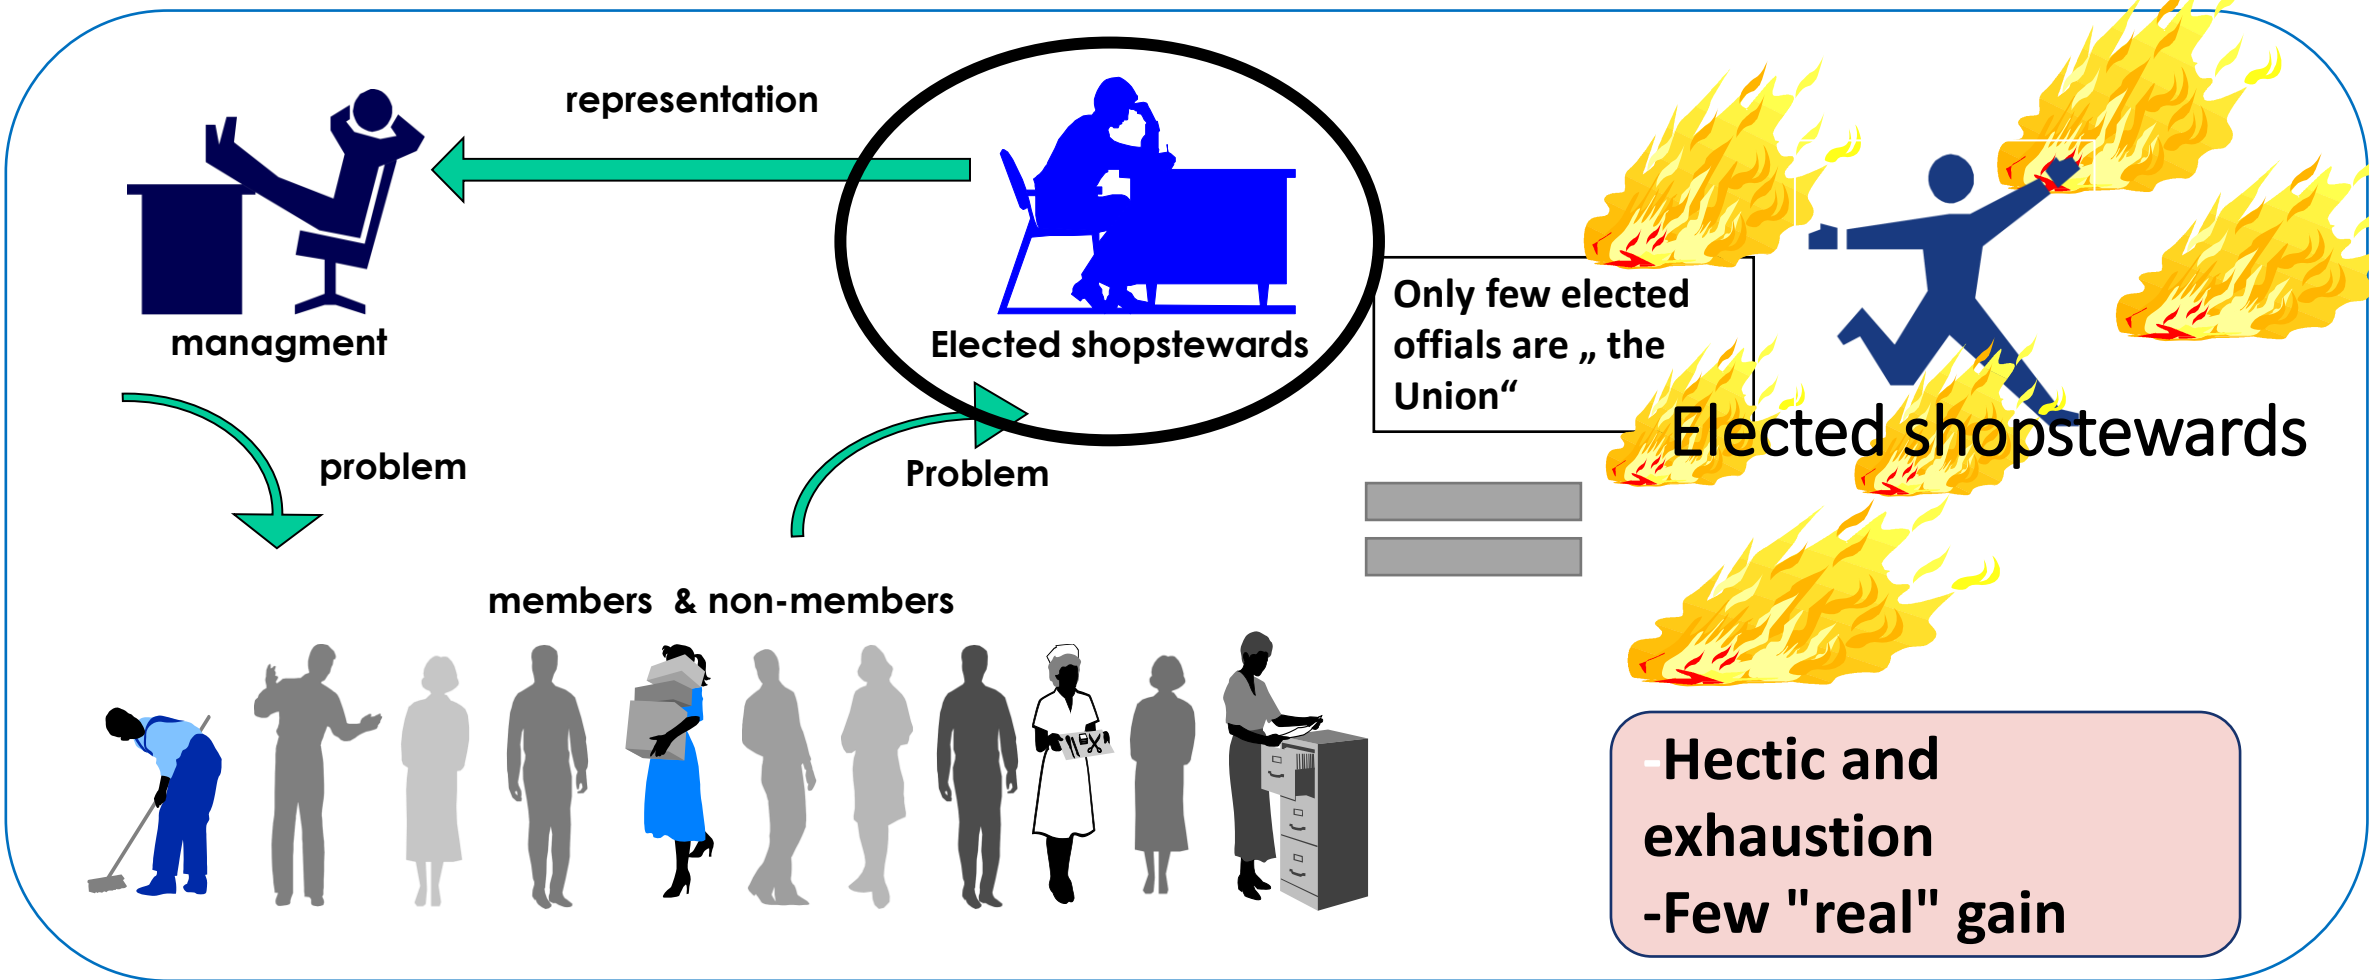 representation
managment
Elected shopstewards
Only few elected
offials are „ the
Union“
Elected shopstewards
problem
Problem
members & non-members
-Hectic and
exhaustion
-Few "real" gain